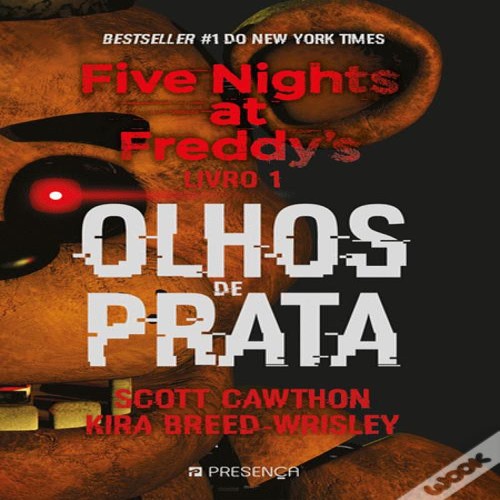 BESTSELLER #1 DO NEW YORK TIMES
Five Nights
at
Freddy's
LIVRO 1
OLHOS
DE
PRATA
SCOTT CAWTHON
KIRA BREED-WRISLEY
PRESENÇA
WOOK